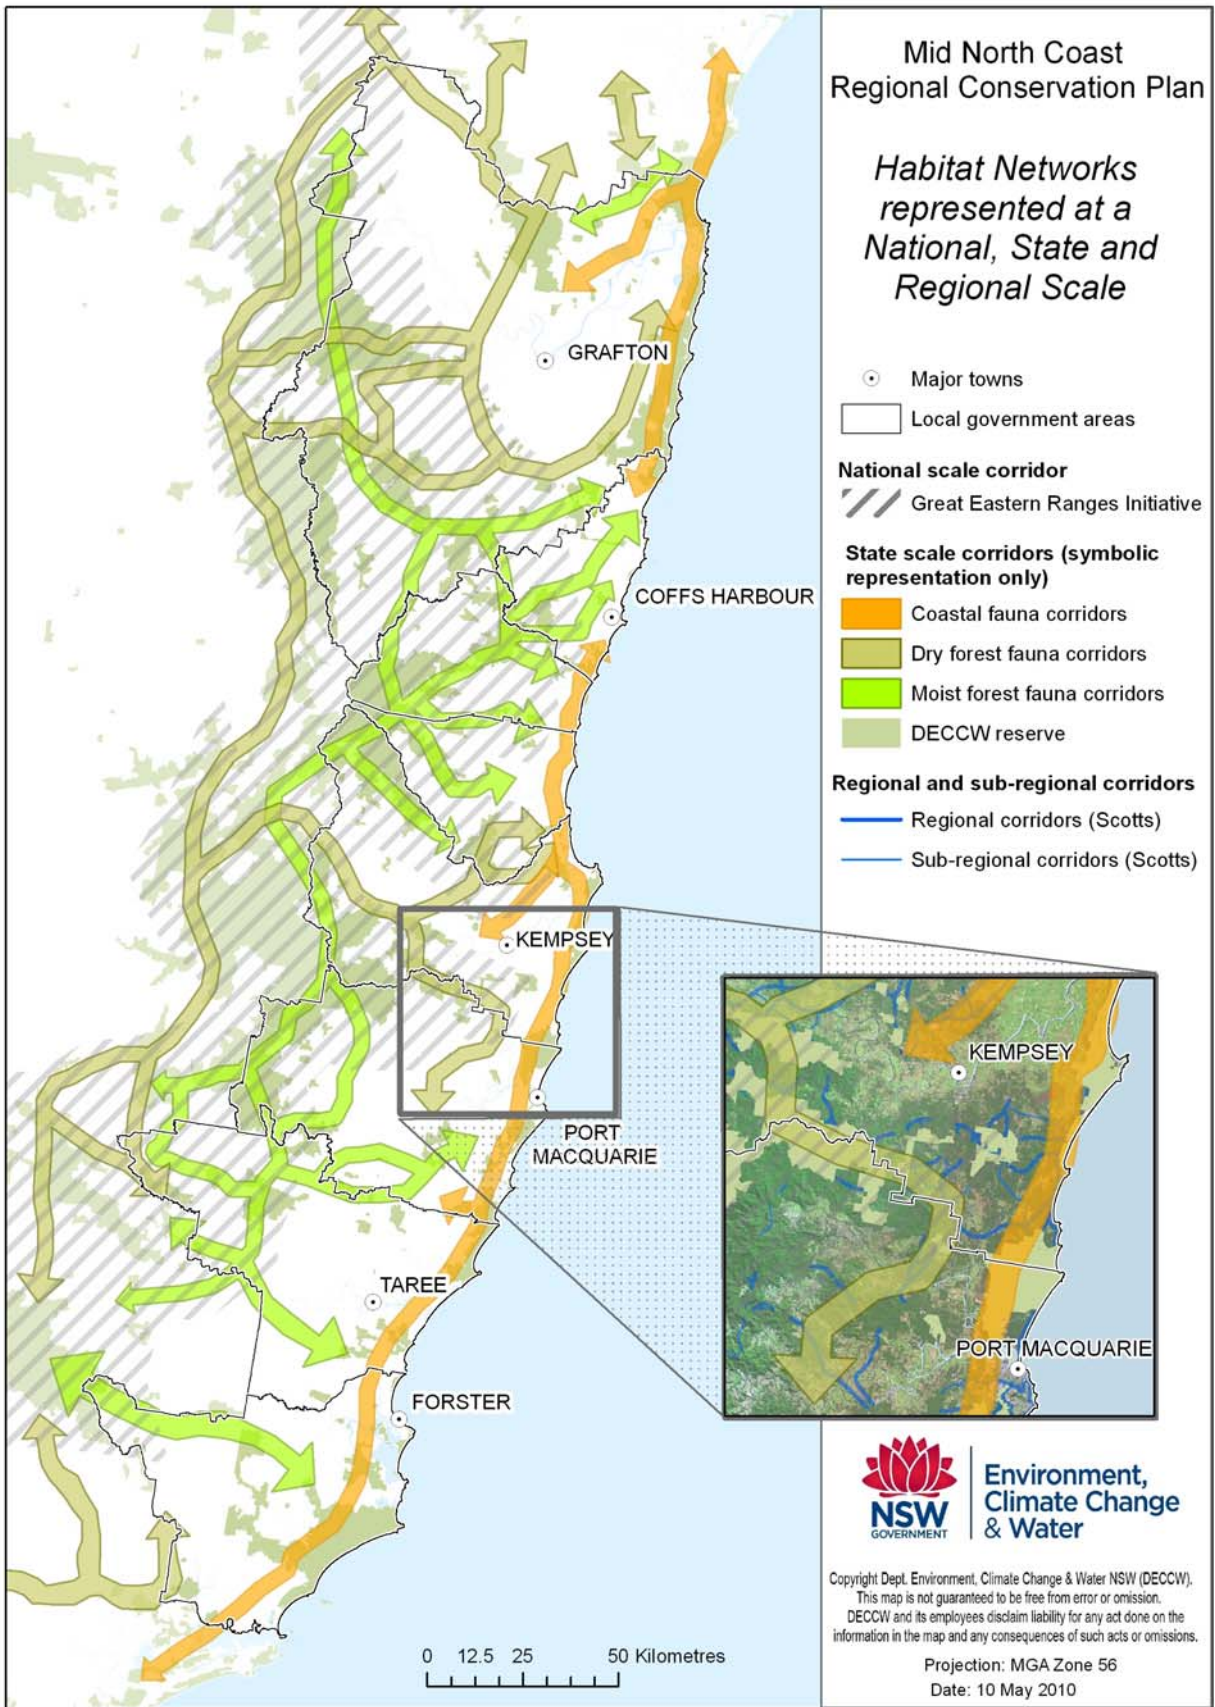 Mid North Coast
Regional Conservation Plan
Habitat Networks
represented at a
National, State and
Regional Scale
Major towns
Local government areas
National scale corridor
Great Eastern Ranges Initiative
State scale corridors (symbolic
representation only)
Coastal fauna corridors
Dry forest fauna corridors
Moist forest fauna corridors
DECCW reserve
Regional and sub-regional corridors
Regional corridors (Scotts)
Sub-regional corridors (Scotts)
GRAFTON
COFFS HARBOUR
KEMPSEY
PORT
MACQUARIE
TAREE
FORSTER
KEMPSEY
PORT MACQUARIE
0 12.5 25 50 Kilometres
NSW
GOVERNMENT
Environment,
Climate Change
& Water
Copyright Dept. Environment, Climate Change & Water NSW (DECCW).
This map is not guaranteed to be free from error or omission.
DECCW and its employees disclaim liability for any act done on the
information in the map and any consequences of such acts or omissions.
Projection: MGA Zone 56
Date: 10 May 2010